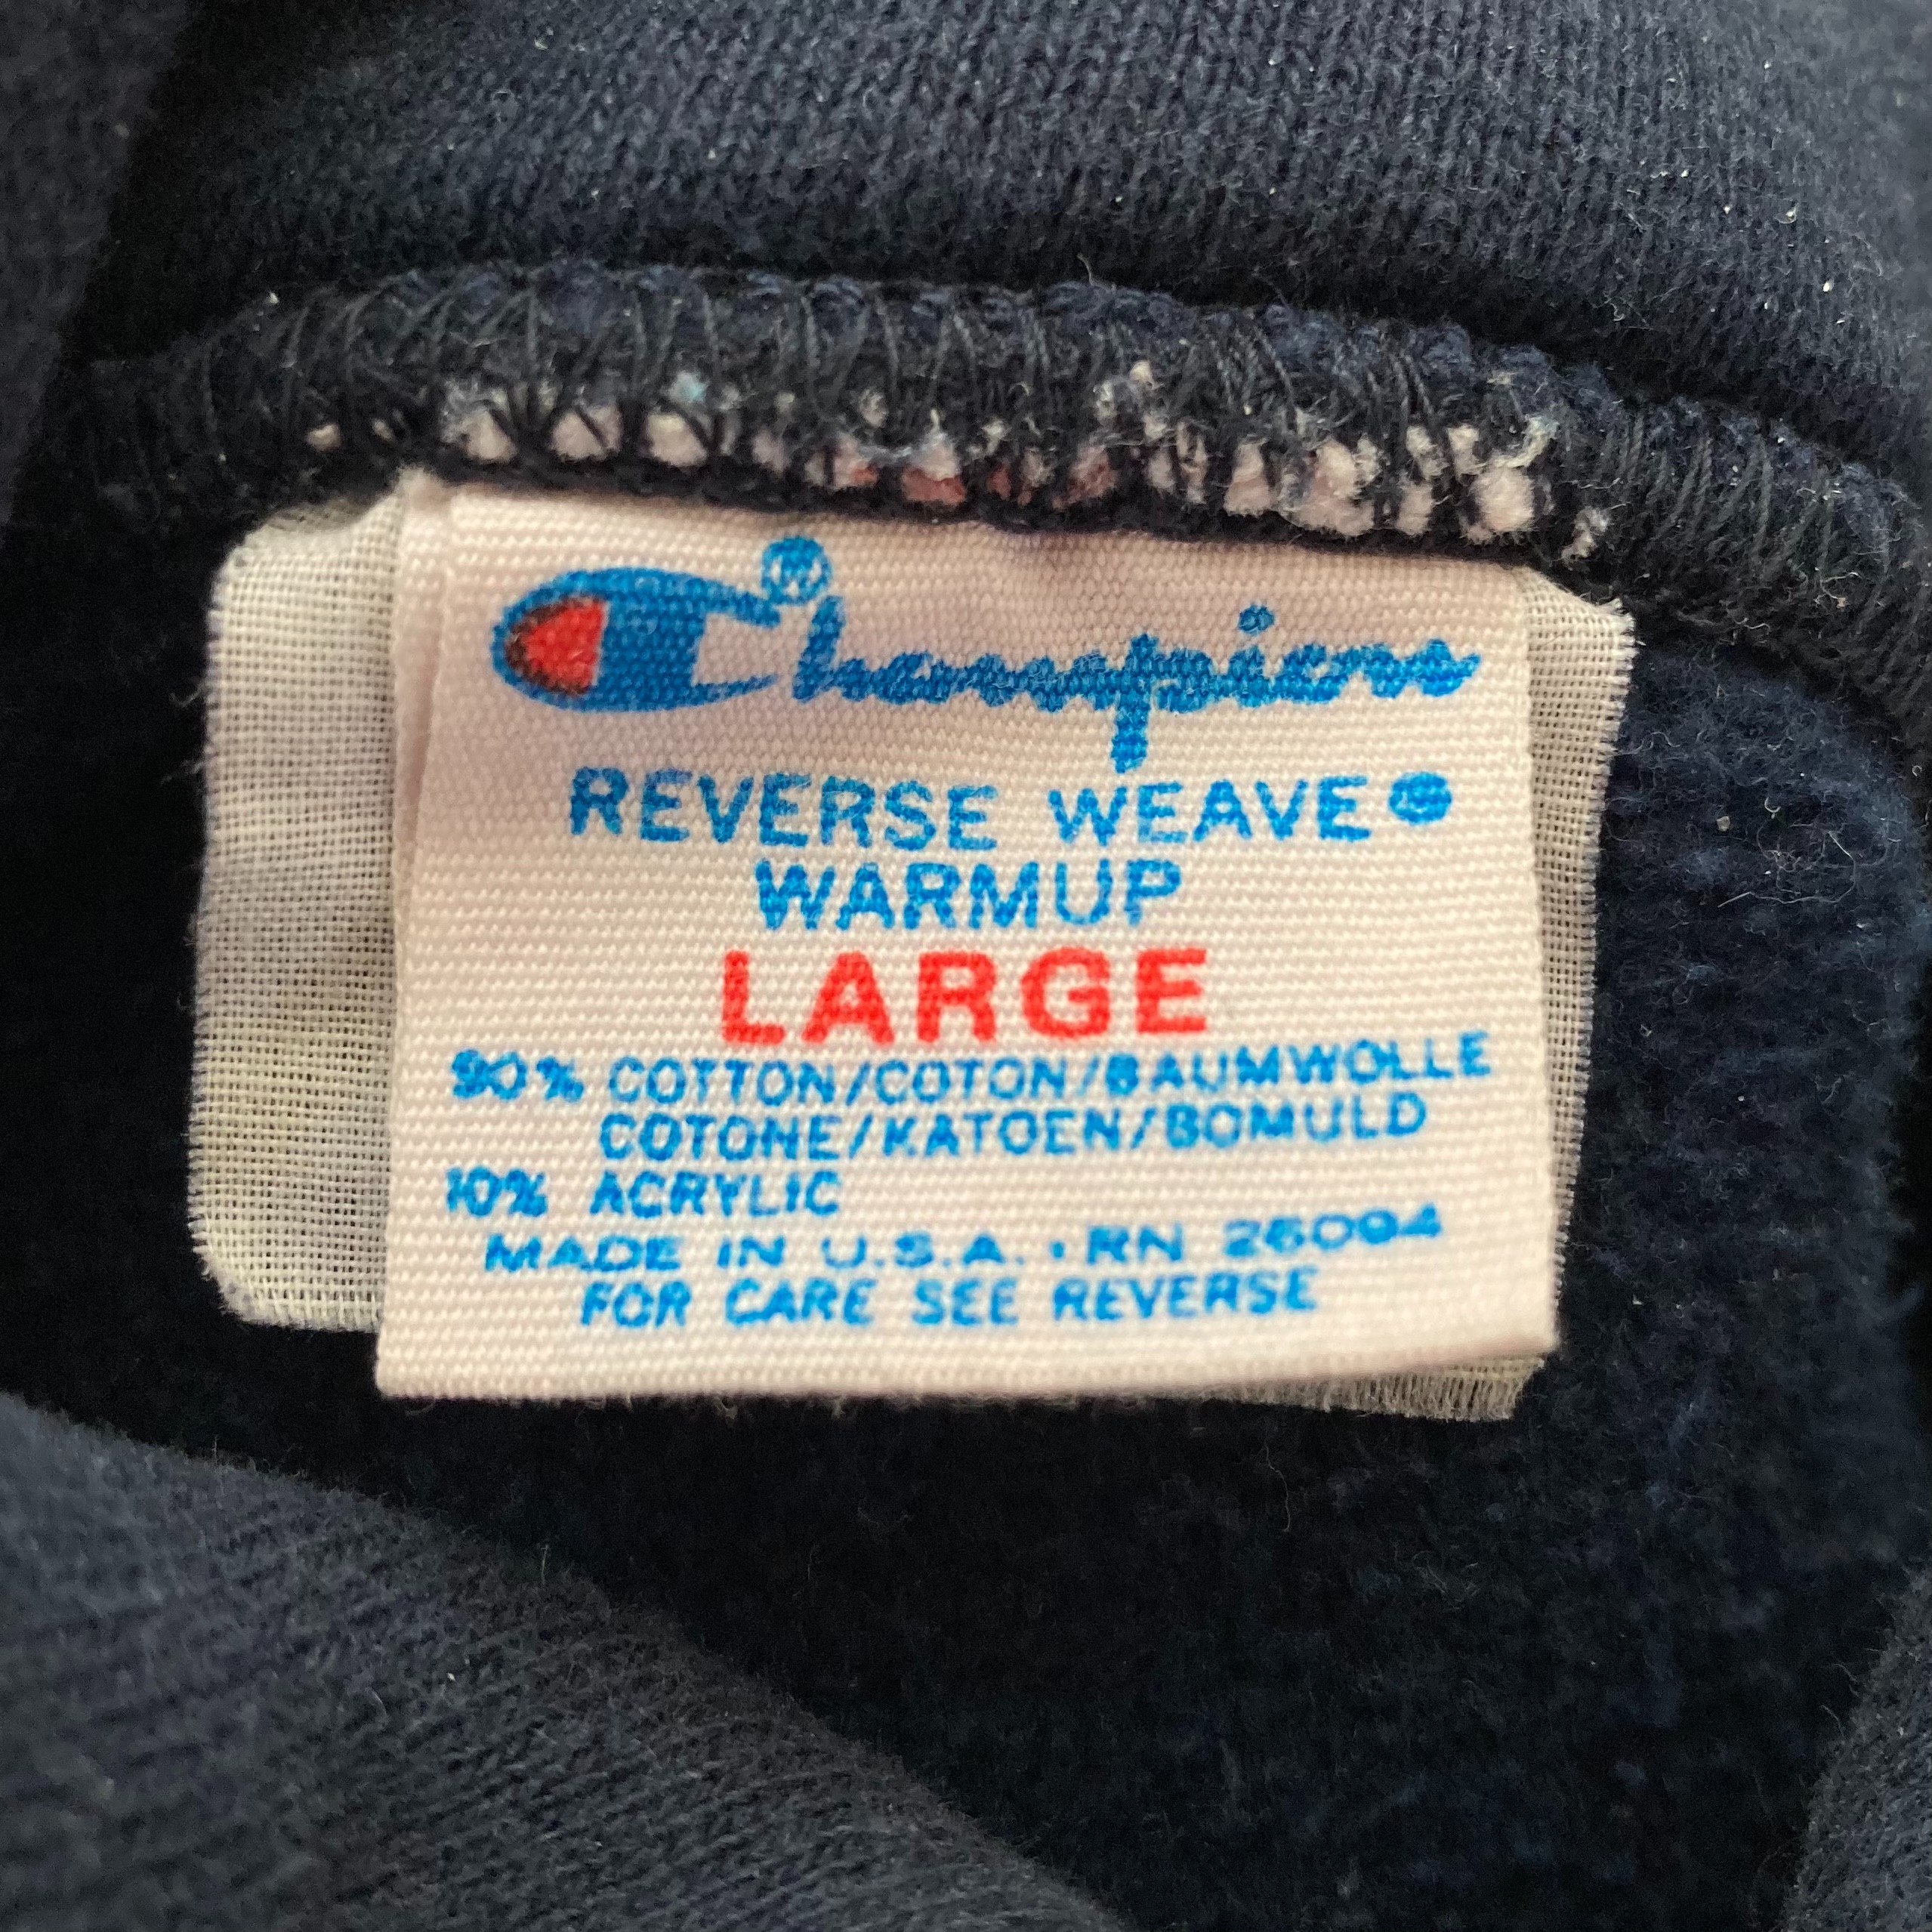 Champion®
REVERSE WEAVE®
WARMUP
LARGE
90% COTTON/COTON/BAUMWOLLE
COTONE/KATOEN/BOMULD
10% ACRYLIC
MADE IN U.S.A. · RN 26094
FOR CARE SEE REVERSE